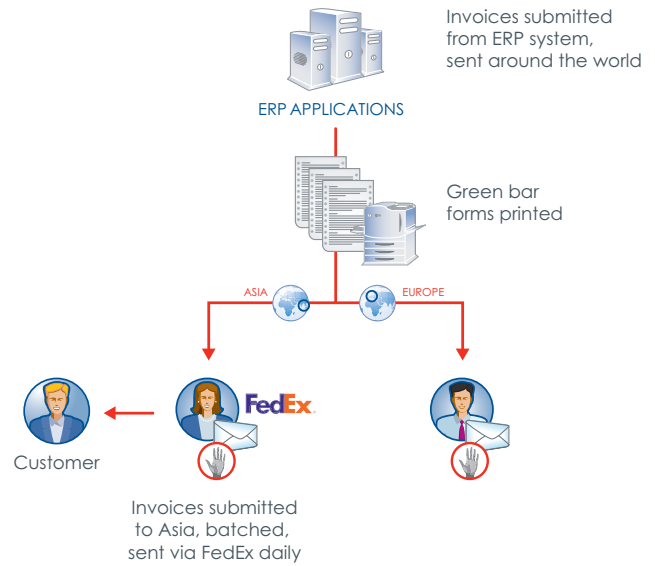 Invoices submitted
from ERP system,
sent around the world
ERP APPLICATIONS
Green bar
forms printed
ASIA
EUROPE
FedEx
Customer
Invoices submitted
to Asia, batched,
sent via FedEx daily